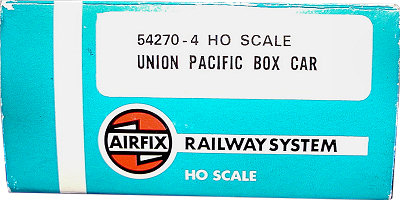 54270-4 HO SCALE
UNION PACIFIC BOX CAR
AIRFIX RAILWAY SYSTEM
HO SCALE